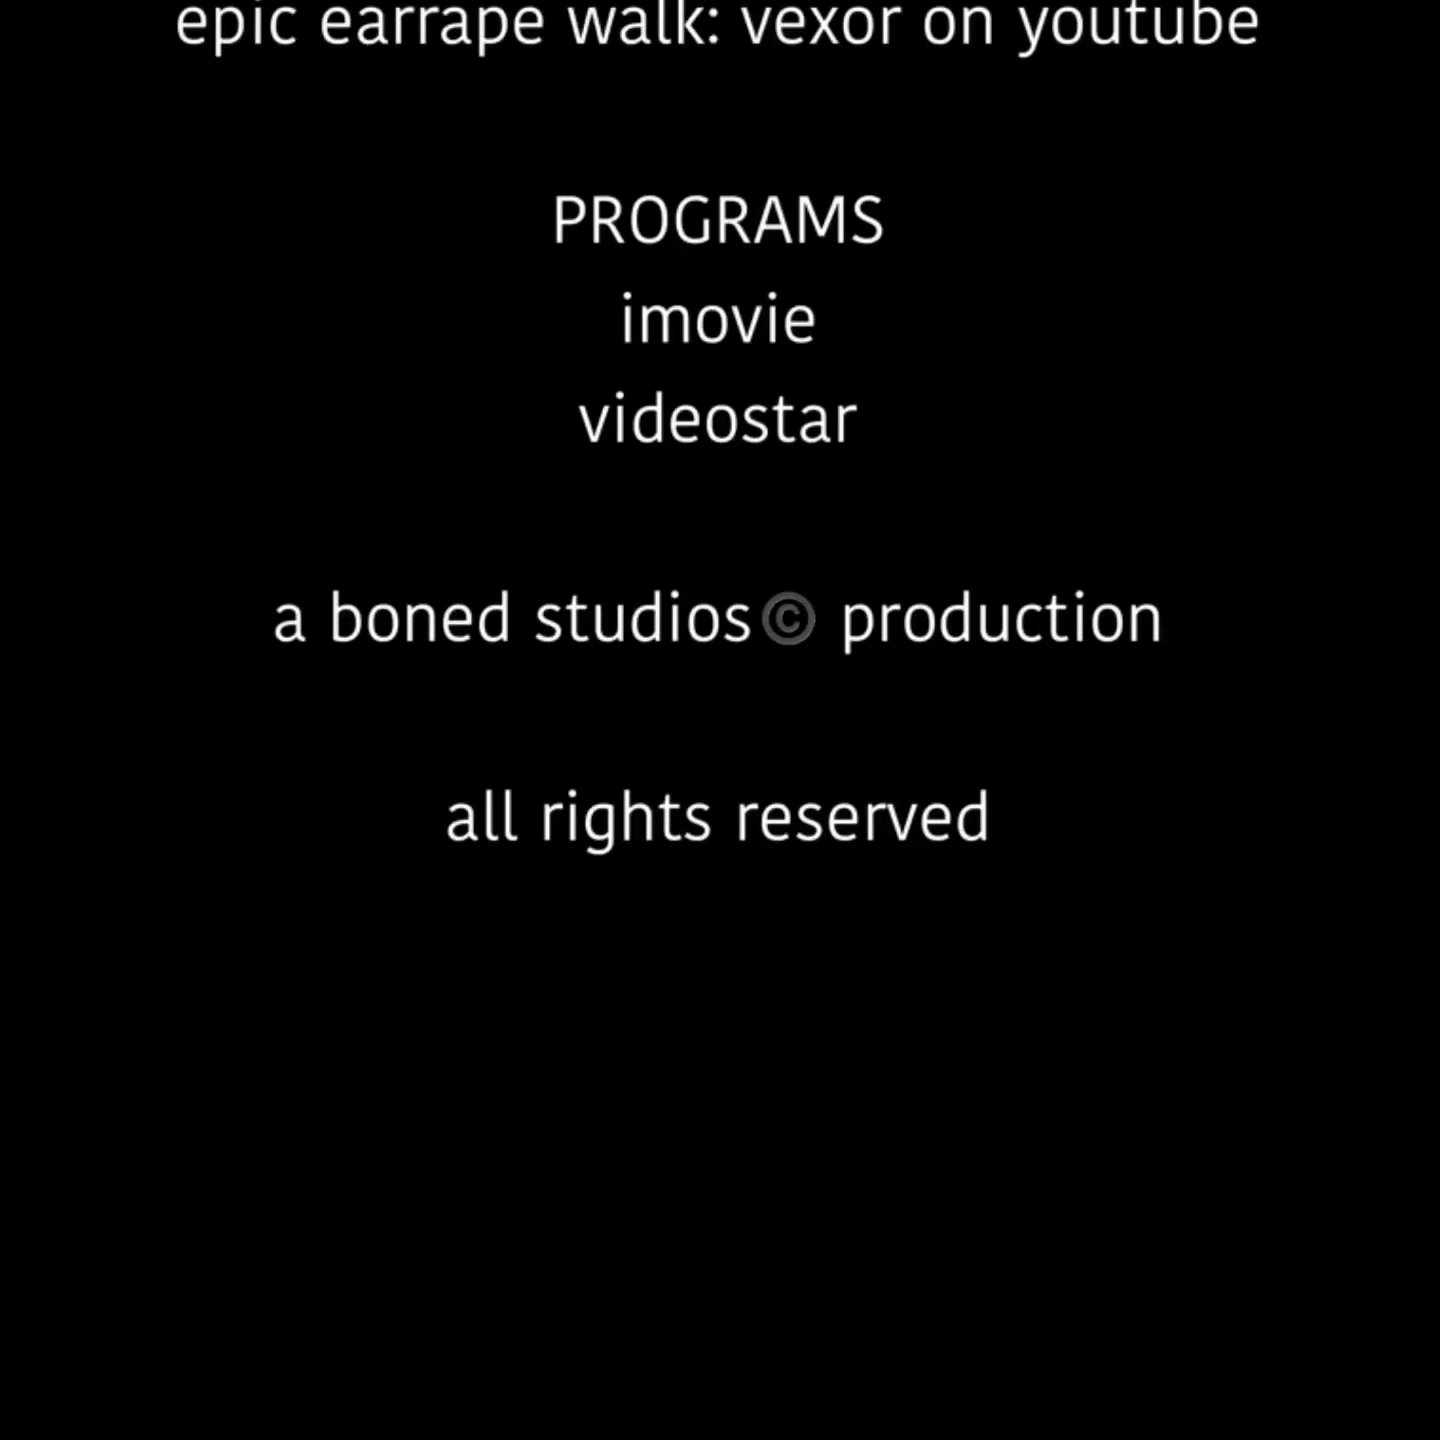 epic earrape walk: vexor on youtube
PROGRAMS
imovie
videostar
a boned studios© production
all rights reserved